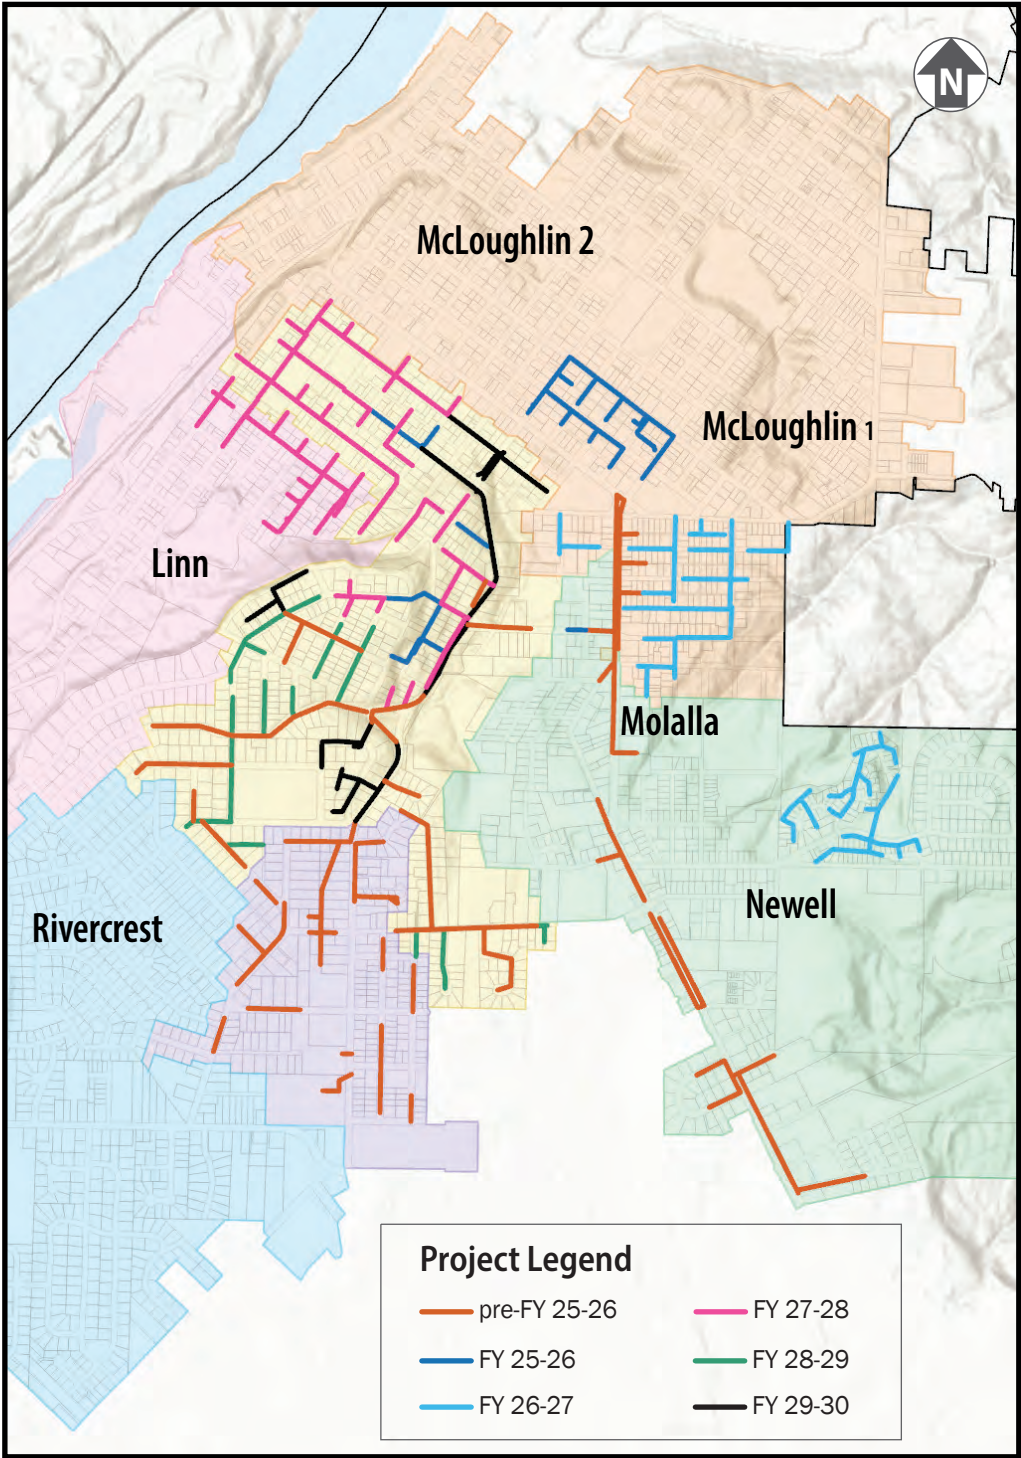 N
McLoughlin 2
McLoughlin 1
Linn
Molalla
Newell
Rivercrest
Project Legend
pre-FY 25-26
FY 27-28
FY 25-26
FY 28-29
FY 26-27
FY 29-30